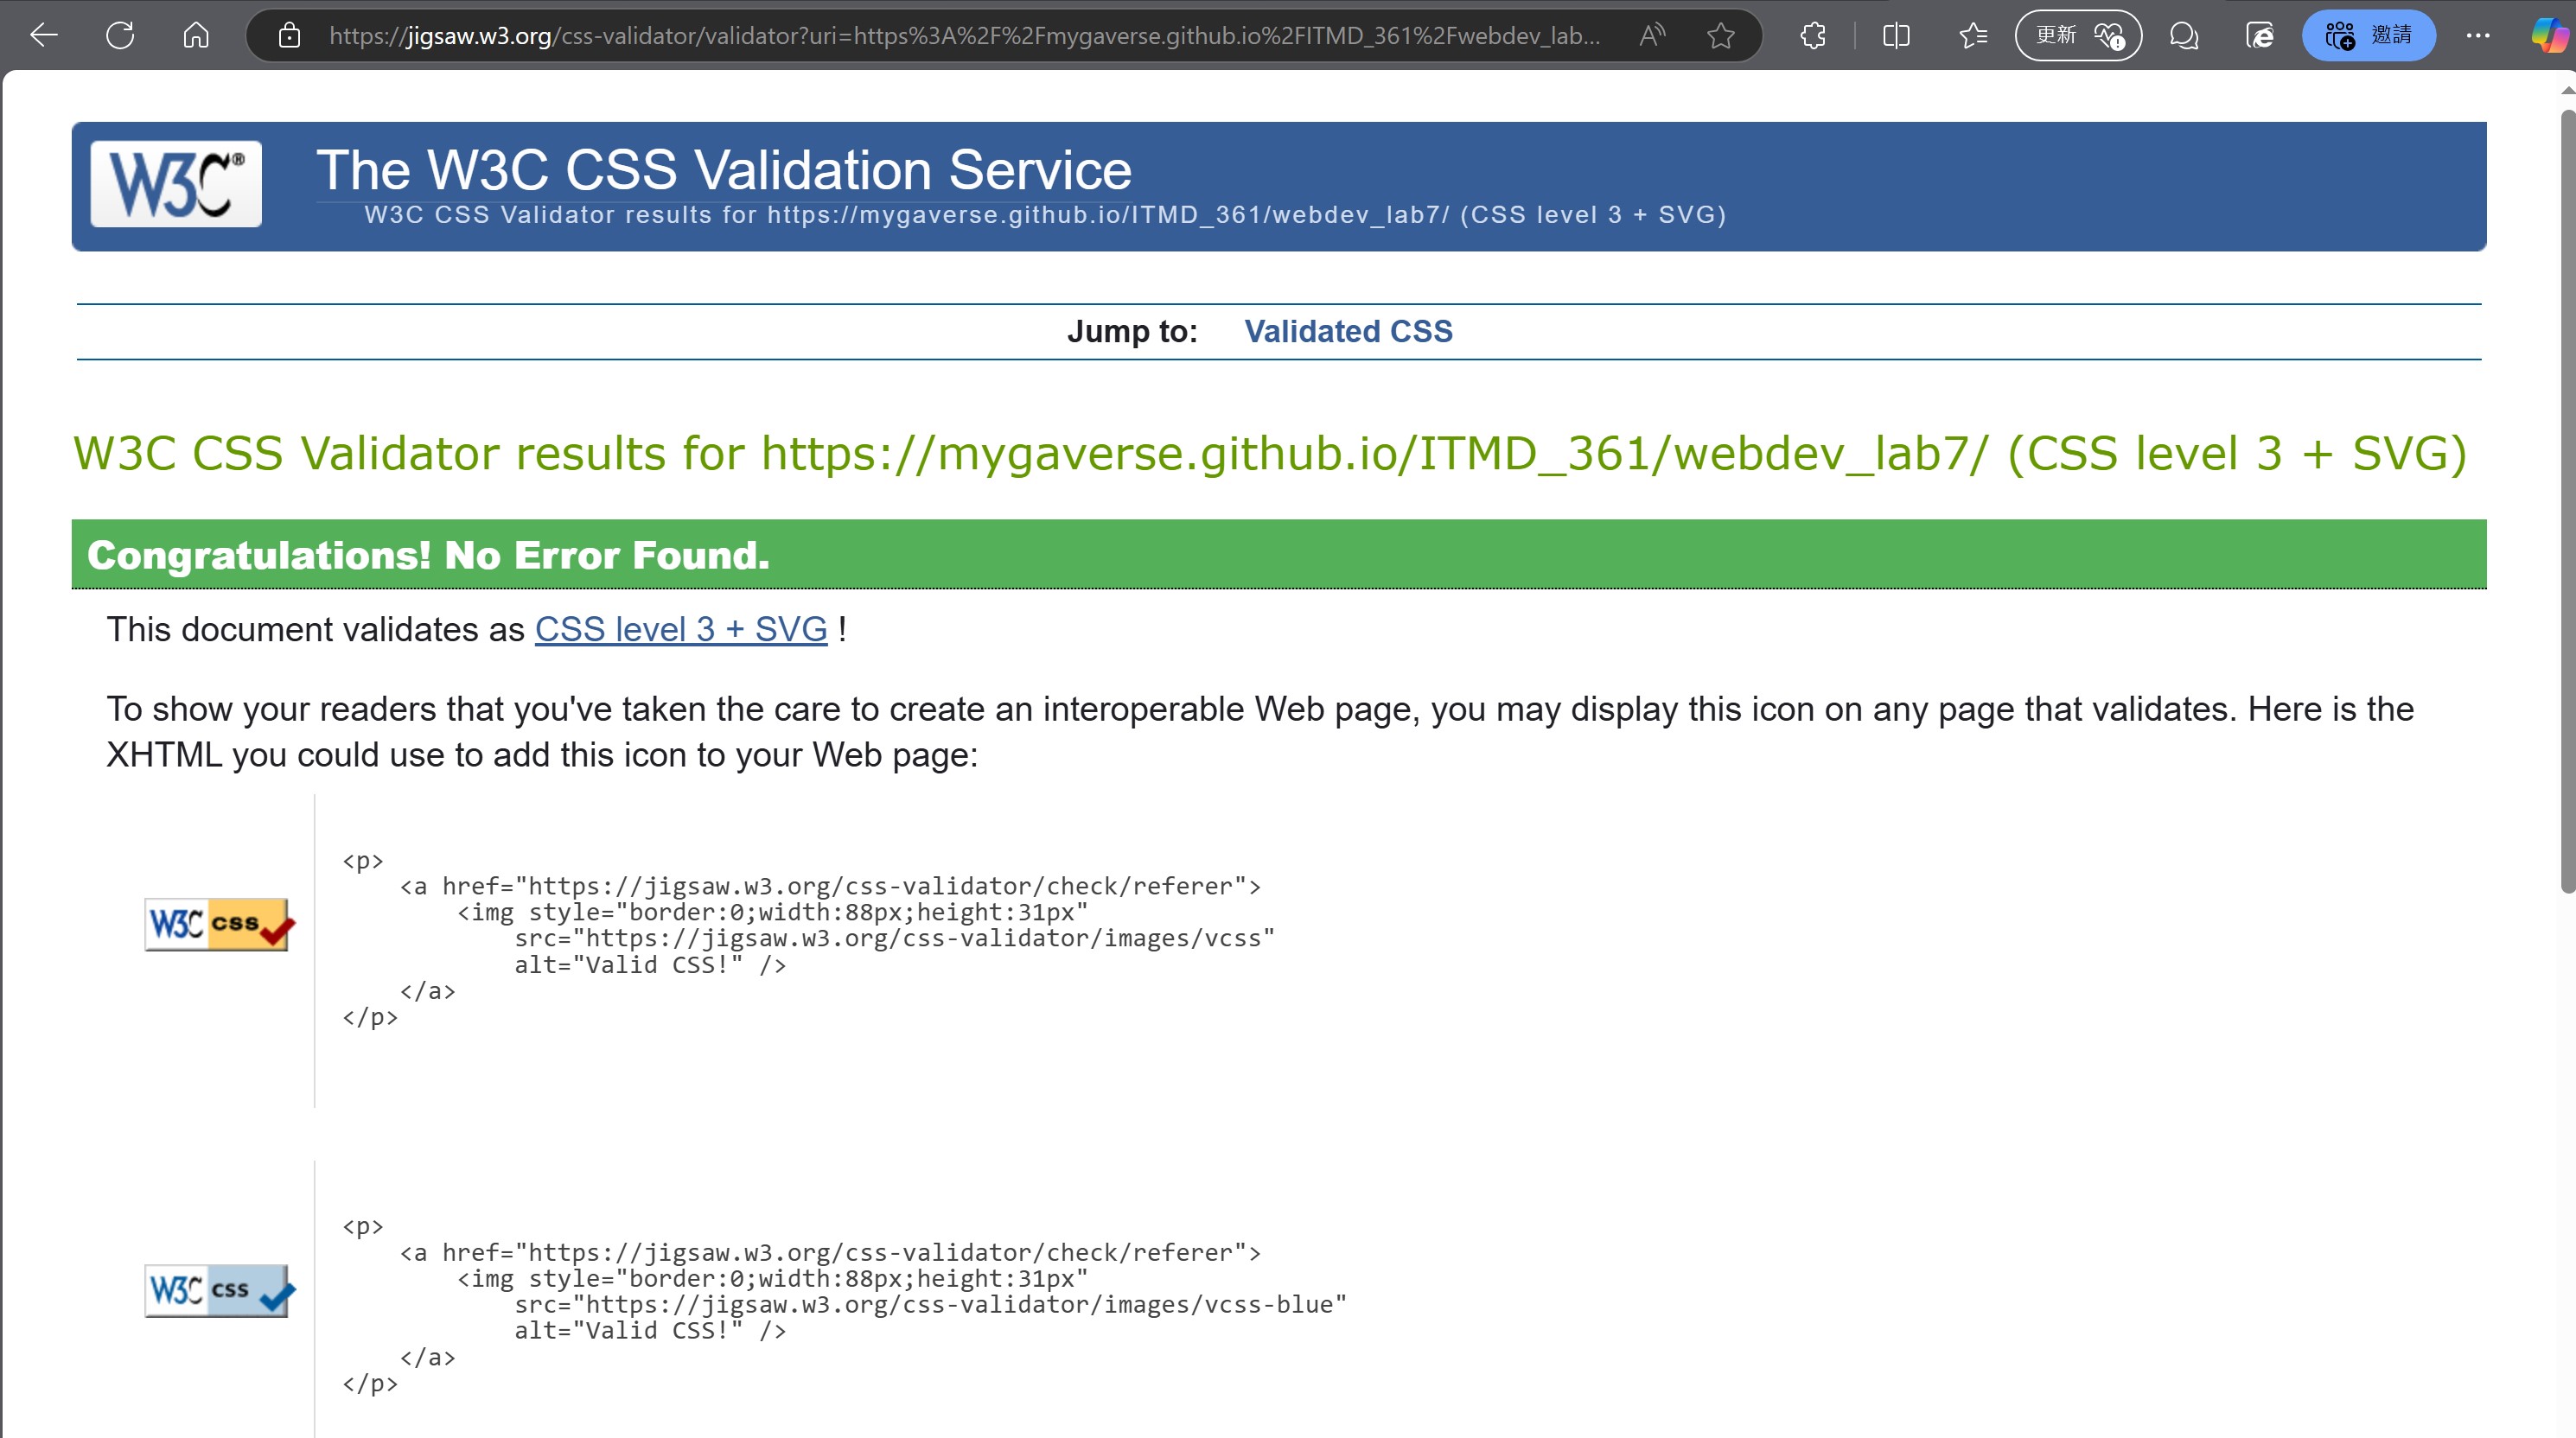 https://jigsaw.w3.org/css-validator/validator?uri=https%3A%2F%2Fmygaverse.github.io%2FITMD_361%2Fwebdev_lab...
更新
邀請
W3C®
The W3C CSS Validation Service
W3C CSS Validator results for https://mygaverse.github.io/ITMD_361/webdev_lab7/ (CSS level 3 + SVG)
Jump to: Validated CSS
W3C CSS Validator results for https://mygaverse.github.io/ITMD_361/webdev_lab7/ (CSS level 3 + SVG)
Congratulations! No Error Found.
This document validates as CSS level 3 + SVG !
To show your readers that you've taken the care to create an interoperable Web page, you may display this icon on any page that validates. Here is the
XHTML you could use to add this icon to your Web page:
W3C css
<p>
<a href="https://jigsaw.w3.org/css-validator/check/referer">
<img style="border:0;width:88px;height:31px"
src="https://jigsaw.w3.org/css-validator/images/vcss"
alt="Valid CSS!" />
</a>
</p>
W3C css
<p>
<a href="https://jigsaw.w3.org/css-validator/check/referer">
<img style="border:0;width:88px;height:31px"
src="https://jigsaw.w3.org/css-validator/images/vcss-blue"
alt="Valid CSS!" />
</a>
</p>